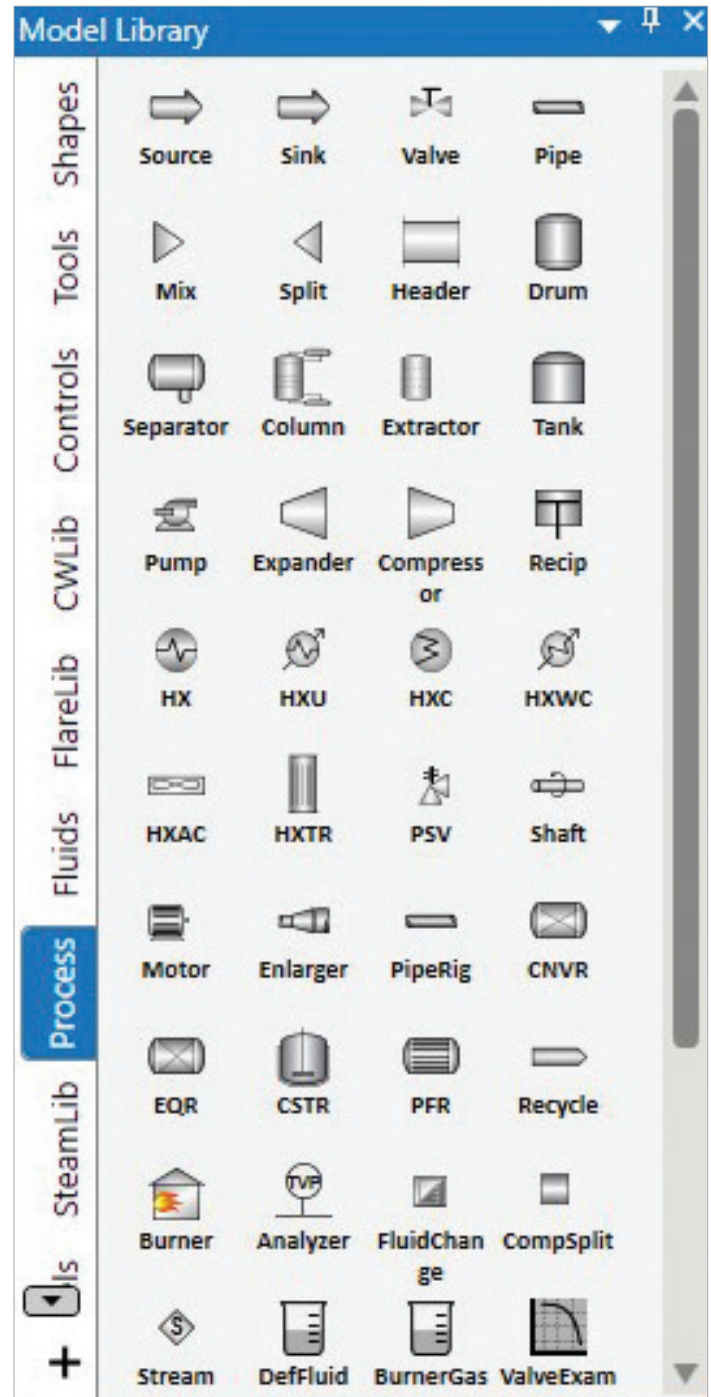 Model Library
Shapes
Tools
Controls
CWLib
FlareLib
Fluids
Process
SteamLib
ls
Source Sink Valve Pipe
Mix Split Header Drum
Separator Column Extractor Tank
Pump Expander Compress Recip
or
HX HXU HXC HXWC
HXAC HXTR PSV Shaft
Motor Enlarger PipeRig CNVR
EQR CSTR PFR Recycle
TVP
Burner Analyzer FluidChan CompSplit
ge
S
Stream DefFluid BurnerGas ValveExam